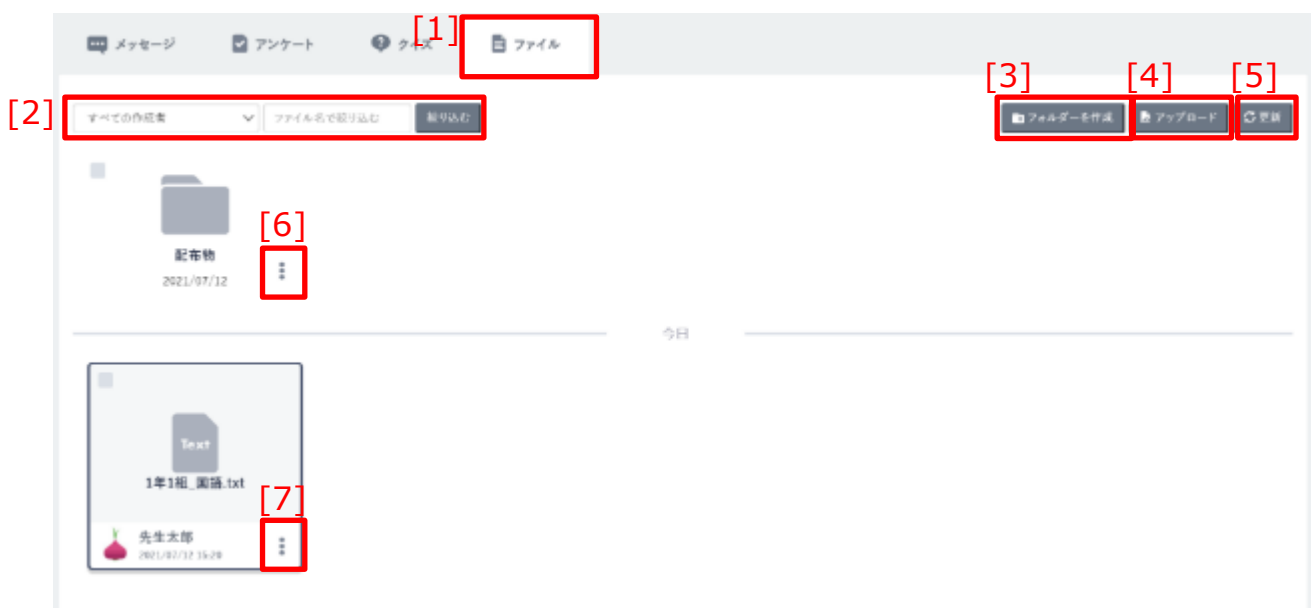 [1]
メッセージ アンケート クイズ ファイル
[3] [4] [5]
[2] すべての作成者 ファイル名で絞り込む 絞り込む フォルダーを作成 アップロード 更新
[6]
配布物
2021/07/12
今日
Text
1年1組_国語.txt
[7]
先生太郎
2021/07/12 15:20